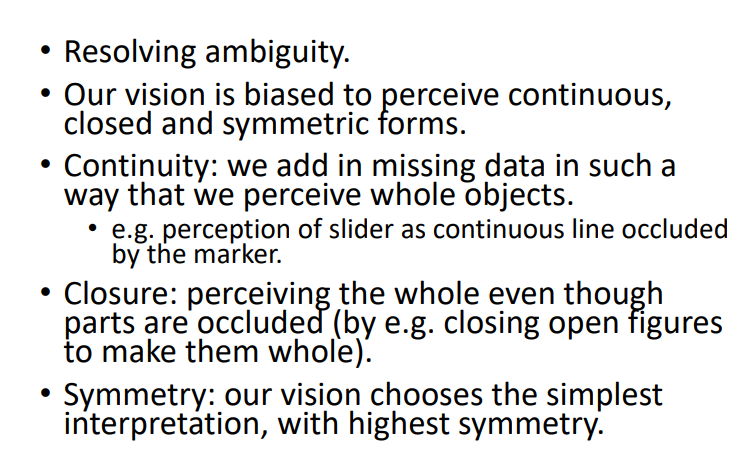 • Resolving ambiguity.
• Our vision is biased to perceive continuous,
closed and symmetric forms.
• Continuity: we add in missing data in such a
way that we perceive whole objects.
• e.g. perception of slider as continuous line occluded
by the marker.
• Closure: perceiving the whole even though
parts are occluded (by e.g. closing open figures
to make them whole).
• Symmetry: our vision chooses the simplest
interpretation, with highest symmetry.